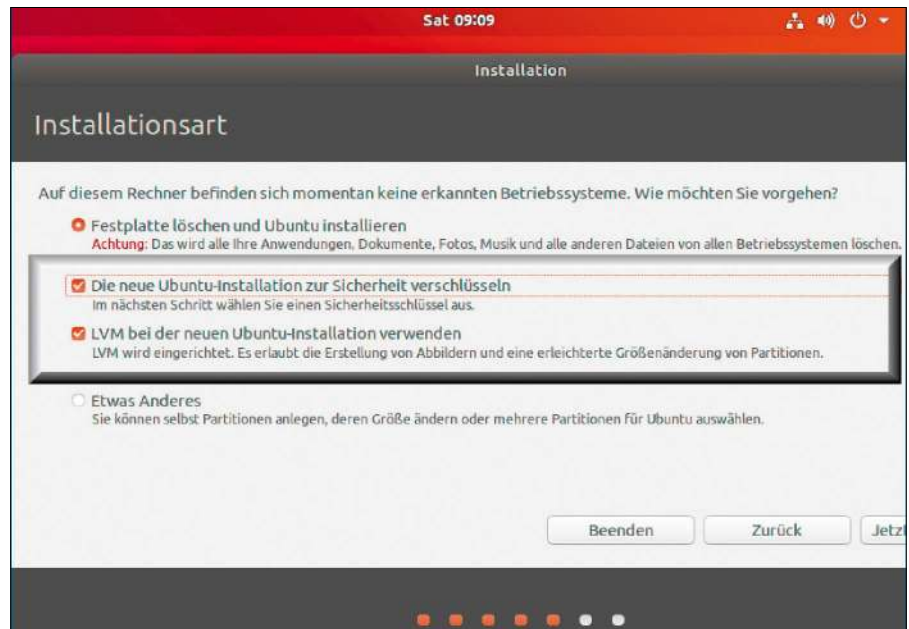 Sat 09:09
Installation
Installationsart
Auf diesem Rechner befinden sich momentan keine erkannten Betriebssysteme. Wie möchten Sie vorgehen?
Festplatte löschen und Ubuntu installieren
Achtung: Das wird alle Ihre Anwendungen, Dokumente, Fotos, Musik und alle anderen Dateien von allen Betriebssystemen löschen.
Die neue Ubuntu-Installation zur Sicherheit verschlüsseln
Im nächsten Schritt wählen Sie einen Sicherheitsschlüssel aus.
LVM bei der neuen Ubuntu-Installation verwenden
LVM wird eingerichtet. Es erlaubt die Erstellung von Abbildern und eine erleichterte Größenänderung von Partitionen.
Etwas Anderes
Sie können selbst Partitionen anlegen, deren Größe ändern oder mehrere Partitionen für Ubuntu auswählen.
Beenden Zurück